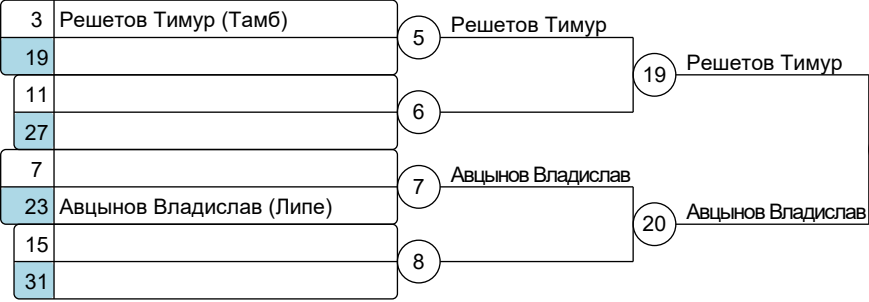 3 Решетов Тимур (Тамб)
19
5 Решетов Тимур
11
27
6
19 Решетов Тимур
7
23 Авцынов Владислав (Липе)
7 Авцынов Владислав
15
31
8
20 Авцынов Владислав